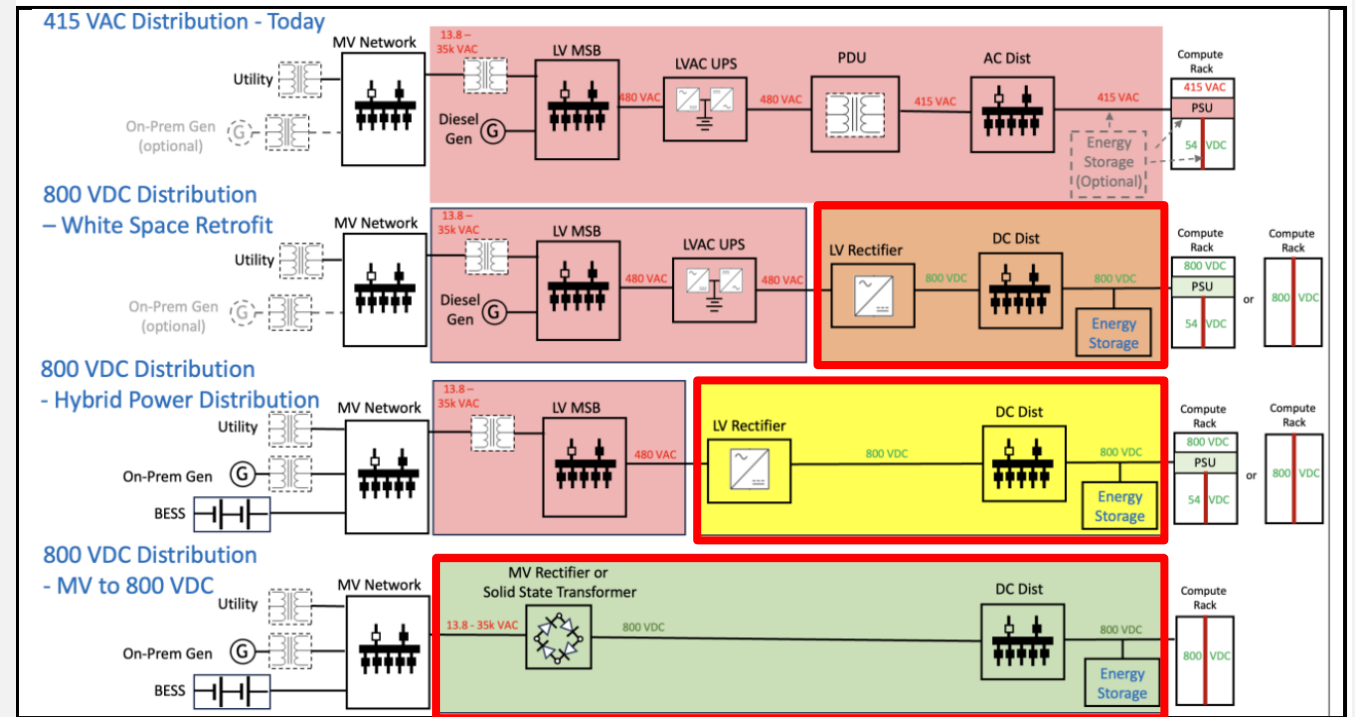 415 VAC Distribution - Today
MV Network
Utility
On-Prem Gen
(optional)
G
13.8 –
35k VAC
LV MSB
Diesel
Gen
G
480 VAC
LVAC UPS
480 VAC
PDU
415 VAC
AC Dist
415 VAC
Energy
Storage
(Optional)
Compute
Rack
415 VAC
PSU
54 VDC
800 VDC Distribution
– White Space Retrofit
MV Network
Utility
On-Prem Gen
(optional)
G
13.8 –
35k VAC
LV MSB
Diesel
Gen
G
480 VAC
LVAC UPS
480 VAC
LV Rectifier
800 VDC
DC Dist
800 VDC
Energy
Storage
Compute
Rack
800 VDC
PSU
54 VDC
or
Compute
Rack
800 VDC
800 VDC Distribution
- Hybrid Power Distribution
MV Network
Utility
On-Prem Gen
G
BESS
13.8 –
35k VAC
LV MSB
480 VAC
LV Rectifier
800 VDC
DC Dist
800 VDC
Energy
Storage
Compute
Rack
800 VDC
PSU
54 VDC
or
Compute
Rack
800 VDC
800 VDC Distribution
- MV to 800 VDC
MV Network
Utility
On-Prem Gen
G
BESS
13.8 - 35k VAC
MV Rectifier or
Solid State Transformer
800 VDC
DC Dist
800 VDC
Energy
Storage
Compute
Rack
800 VDC